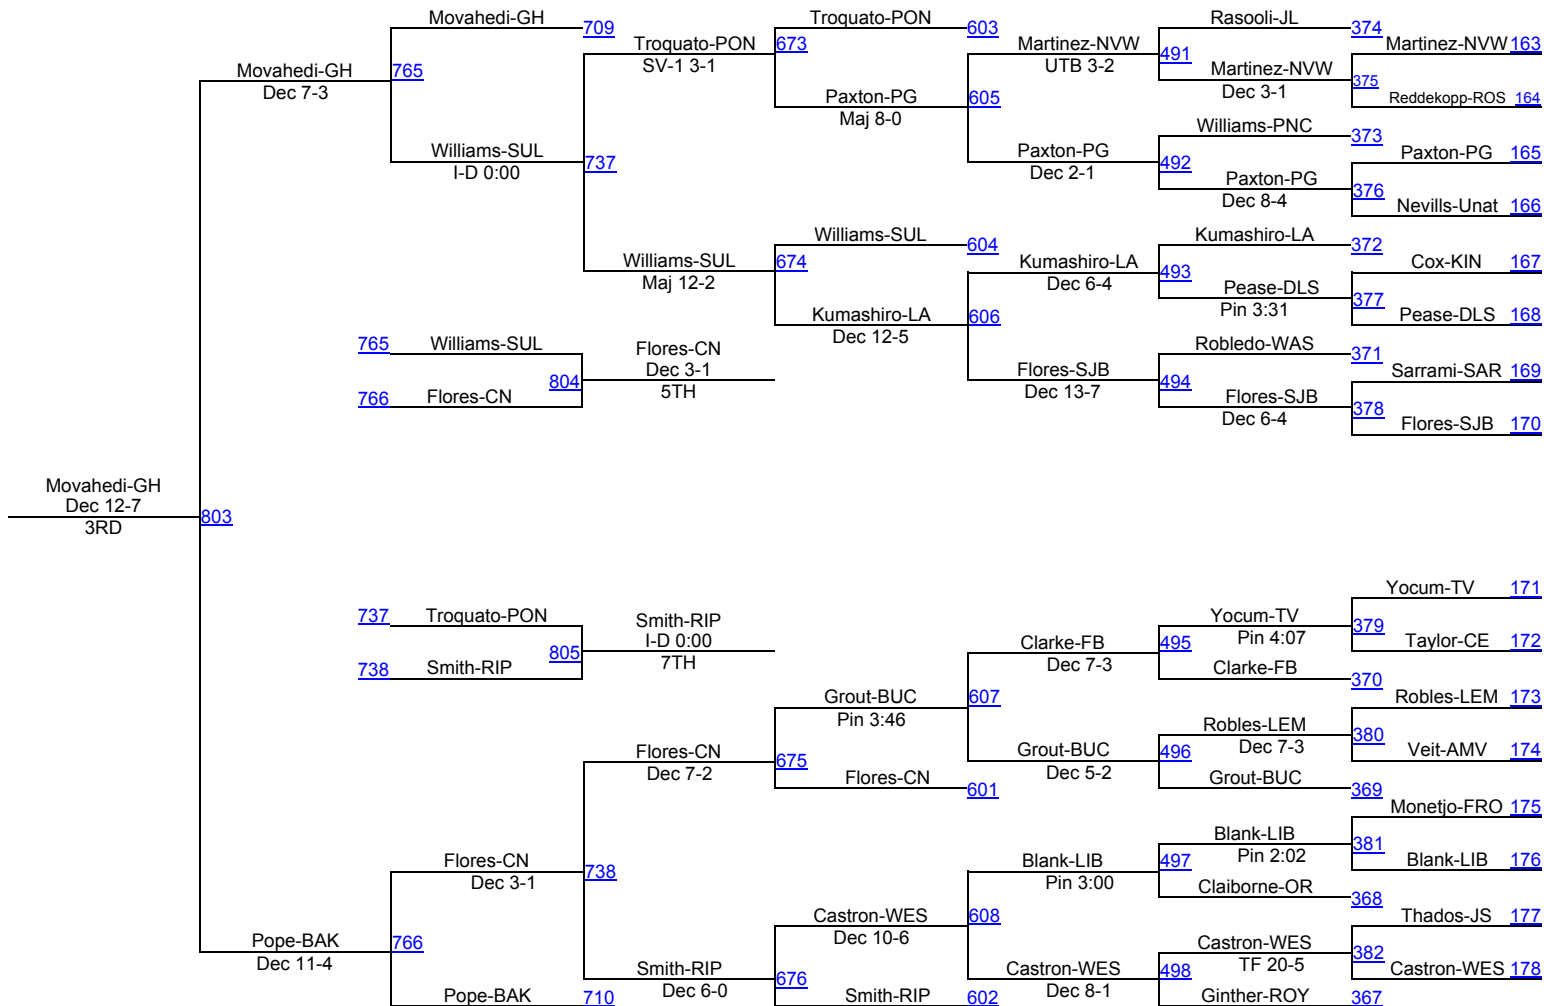 Movahedi-GH 709
Troquato-PON 603
Rasooli-JL 374
Troquato-PON 673
SV-1 3-1
Martinez-NVW 491
UTB 3-2
Martinez-NVW 163
Movahedi-GH 765
Dec 7-3
Martinez-NVW 375
Dec 3-1
Paxton-PG 605
Maj 8-0
Reddekopp-ROS 164
Williams-PNC 373
Williams-SUL 737
I-D 0:00
Paxton-PG 492
Dec 2-1
Paxton-PG 165
Paxton-PG 376
Dec 8-4
Nevills-Unat 166
Williams-SUL 604
Kumashiro-LA 372
Williams-SUL 674
Maj 12-2
Kumashiro-LA 493
Dec 6-4
Cox-KIN 167
Pease-DLS 377
Pin 3:31
Kumashiro-LA 606
Dec 12-5
Pease-DLS 168
765 Williams-SUL
Flores-CN
Dec 3-1
5TH
804
Robledo-WAS 371
Flores-SJB 494
Dec 13-7
Sarrami-SAR 169
766 Flores-CN
Flores-SJB 378
Dec 6-4
Flores-SJB 170
Movahedi-GH
Dec 12-7
3RD
803
Yocum-TV 171
737 Troquato-PON
Smith-RIP
I-D 0:00
7TH
805
Yocum-TV 379
Pin 4:07
Clarke-FB 495
Dec 7-3
Taylor-CE 172
738 Smith-RIP
Clarke-FB 370
Grout-BUC 607
Pin 3:46
Robles-LEM 173
Robles-LEM 380
Dec 7-3
Flores-CN 675
Dec 7-2
Grout-BUC 496
Dec 5-2
Veit-AMV 174
Flores-CN 601
Grout-BUC 369
Monetjo-FRO 175
Blank-LIB 381
Pin 2:02
Flores-CN 738
Dec 3-1
Blank-LIB 497
Pin 3:00
Blank-LIB 176
Claiborne-OR 368
Castron-WES 608
Dec 10-6
Thados-JS 177
Pope-BAK 766
Dec 11-4
Castron-WES 382
TF 20-5
Smith-RIP 676
Dec 6-0
Castron-WES 498
Dec 8-1
Castron-WES 178
Pope-BAK 710
Smith-RIP 602
Ginther-ROY 367